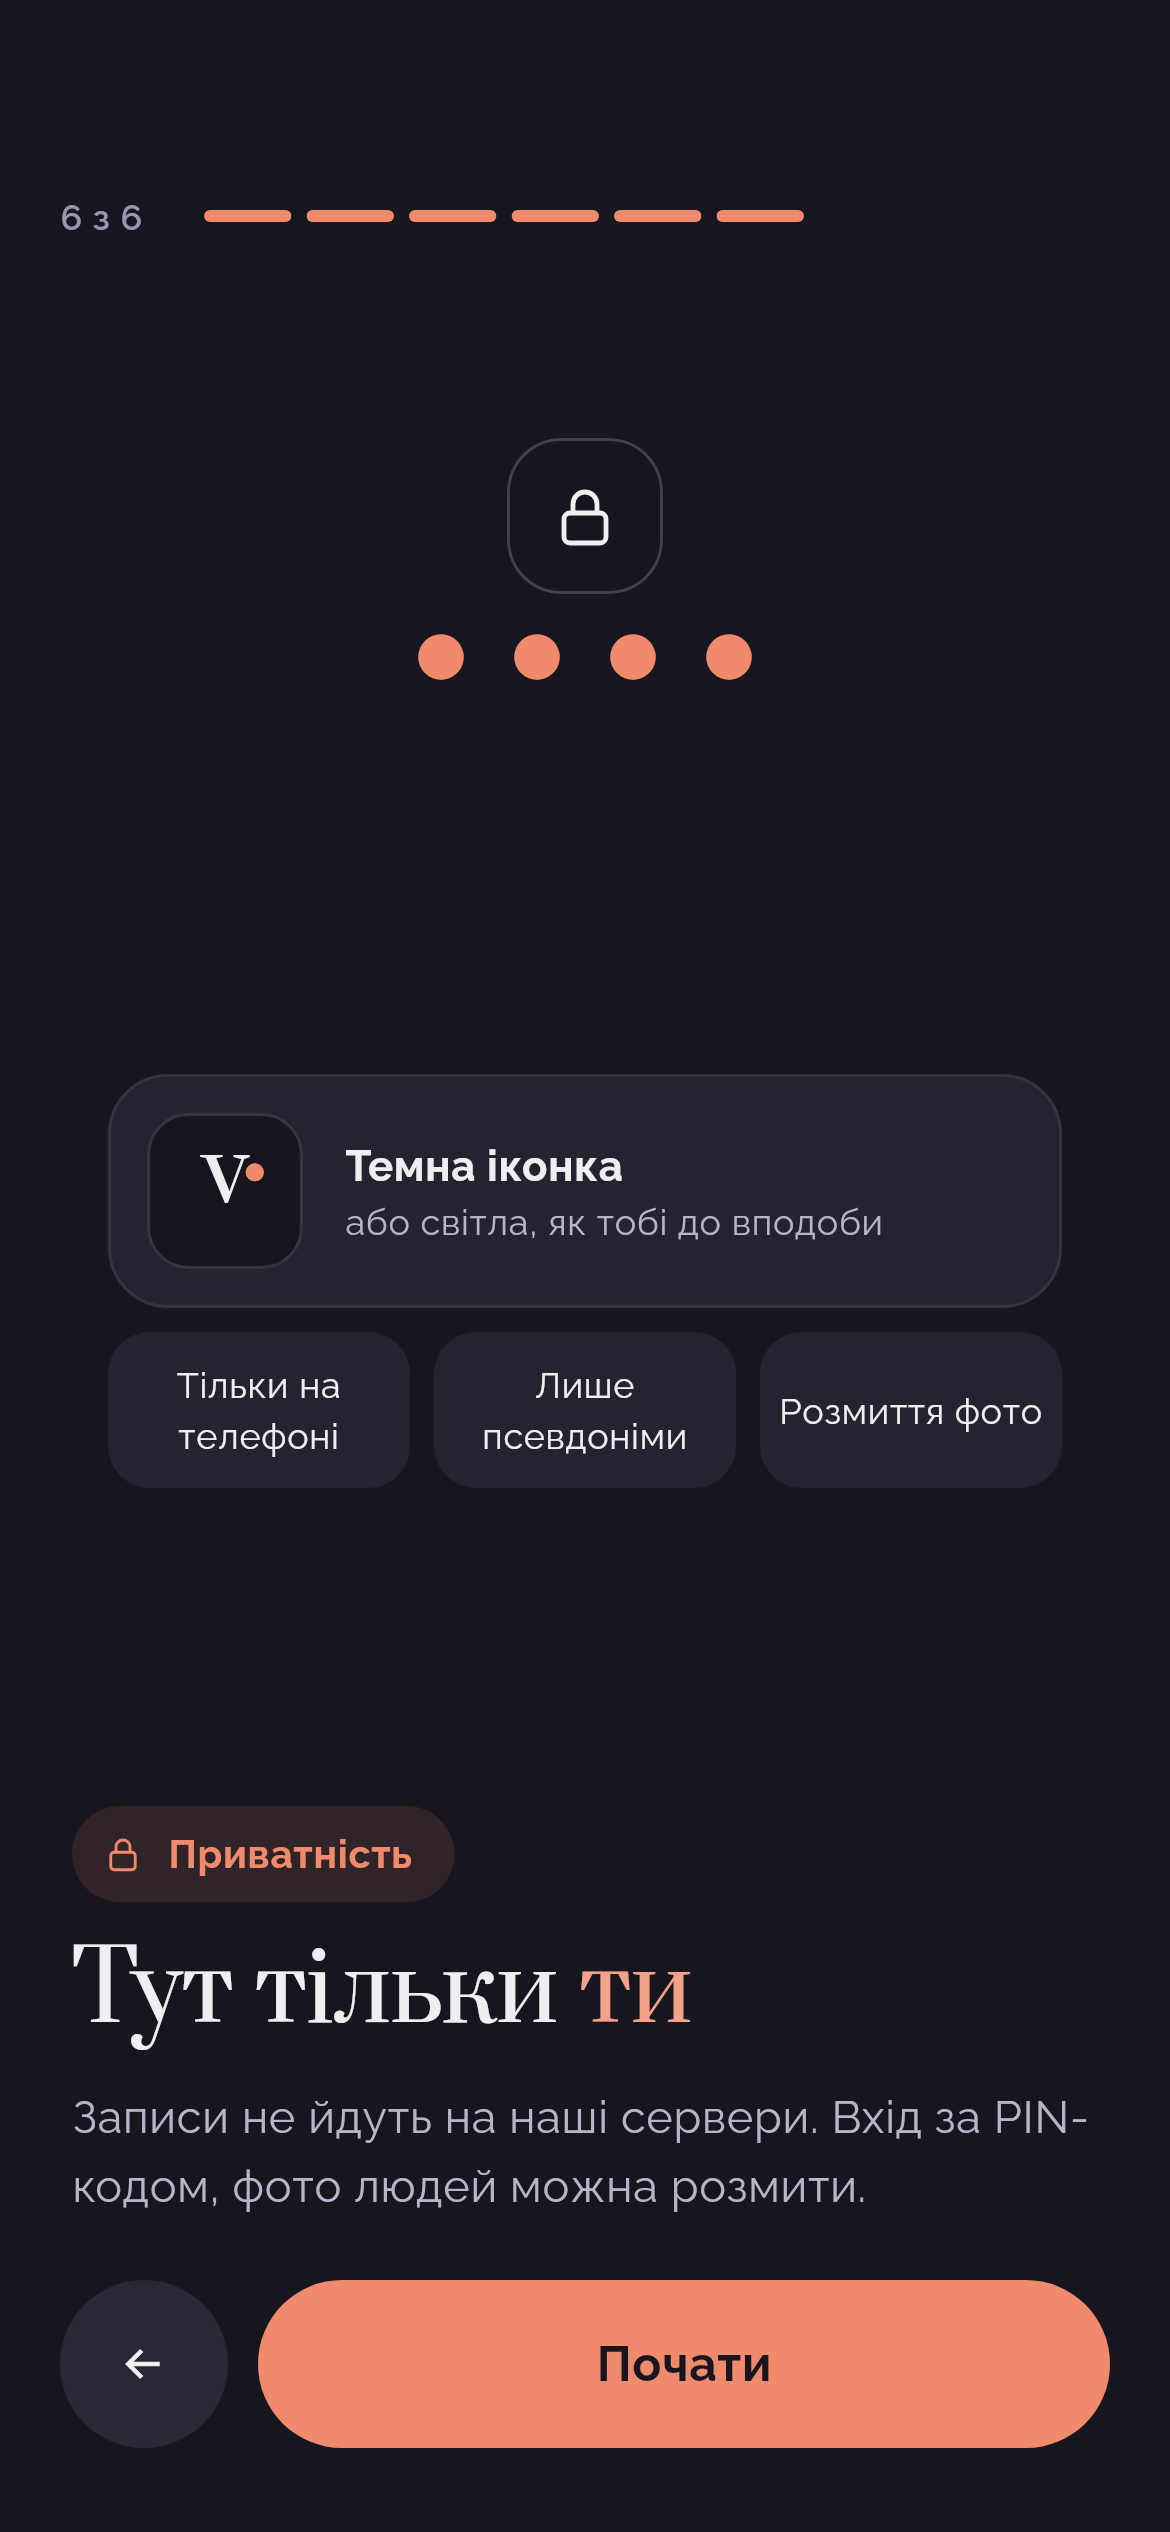 6 з 6
V
Темна іконка
або світла, як тобі до вподоби
Тільки на
телефоні
Лише
псевдоніми
Розмиття фото
Приватність
Тут тільки ти
Записи не йдуть на наші сервери. Вхід за PIN-
кодом, фото людей можна розмити.
Почати